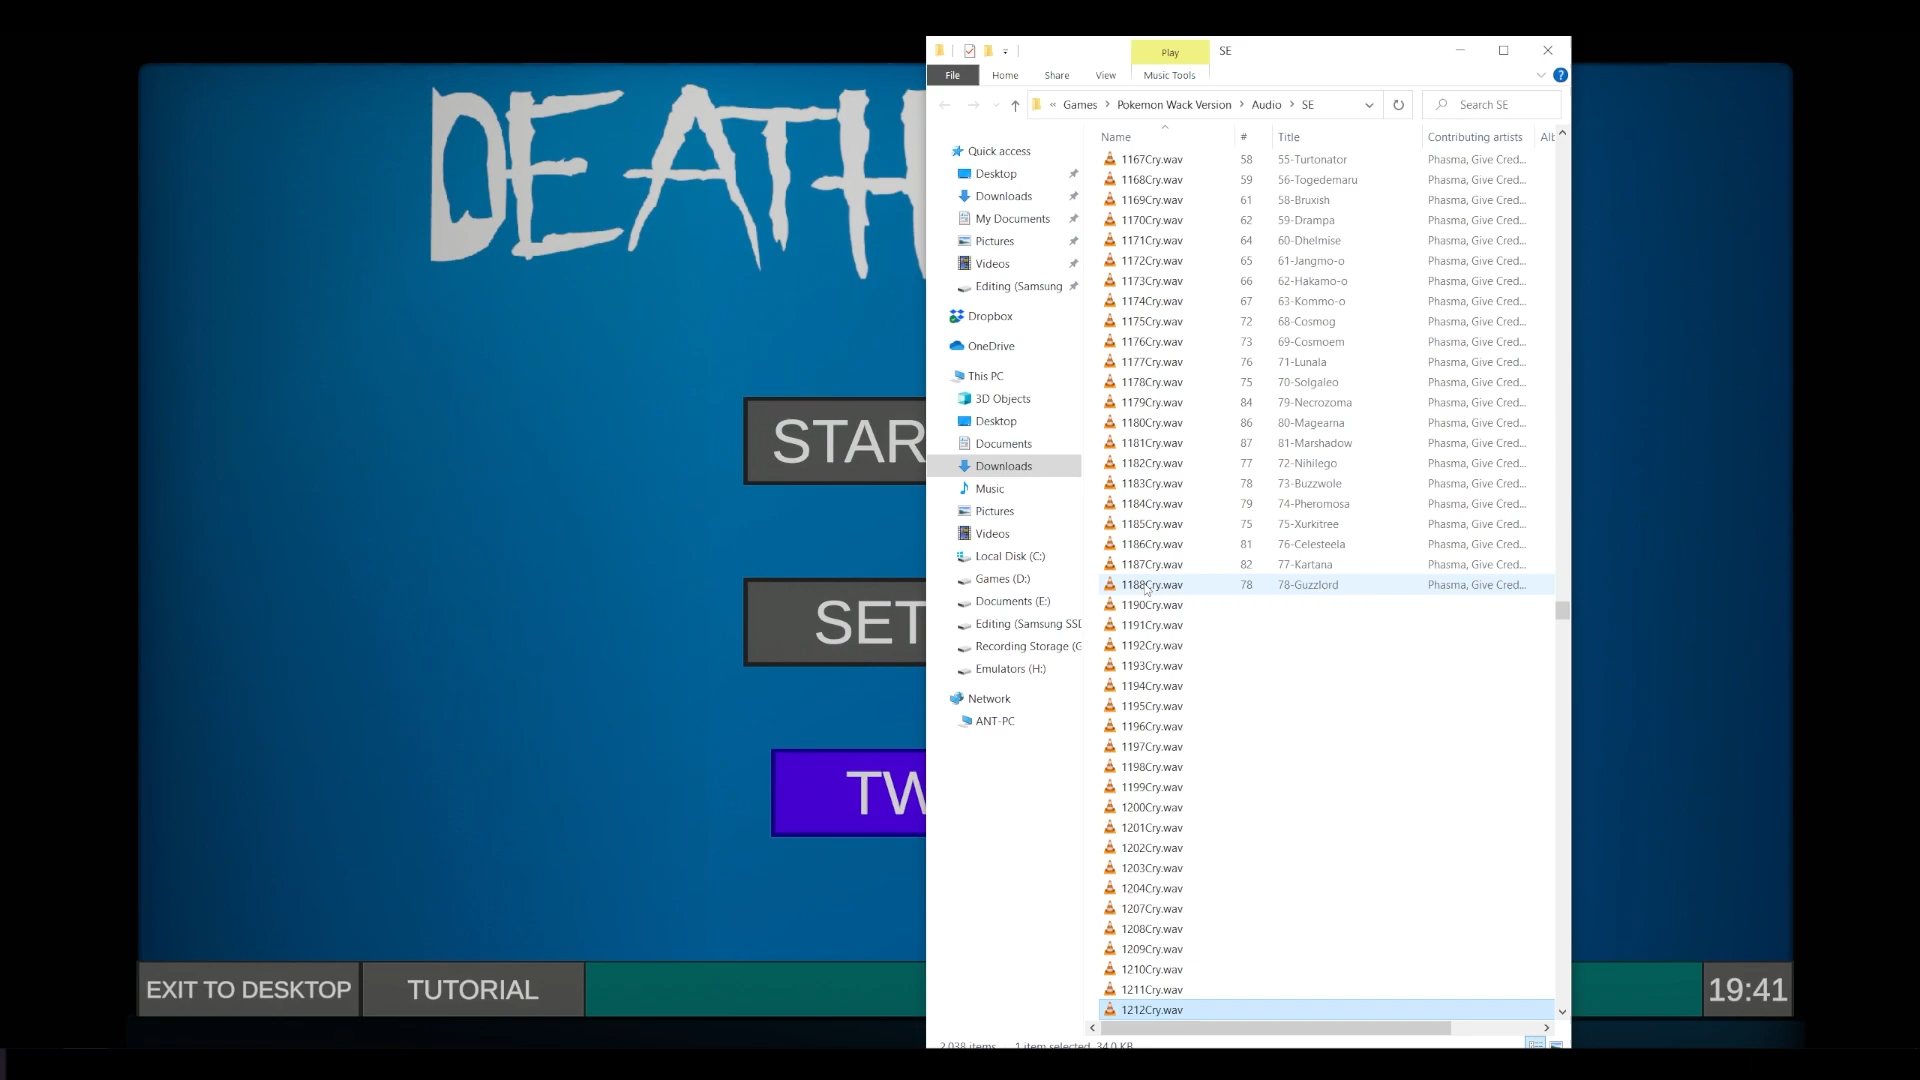 DEATH
STAR
SET
TW
EXIT TO DESKTOP
TUTORIAL
19:41
Play
SE
File
Home
Share
View
Music Tools
« Games > Pokemon Wack Version > Audio > SE
Search SE
Quick access
Desktop
Downloads
My Documents
Pictures
Videos
Editing (Samsung
Dropbox
OneDrive
This PC
3D Objects
Desktop
Documents
Downloads
Music
Pictures
Videos
Local Disk (C:)
Games (D:)
Documents (E:)
Editing (Samsung SSD
Recording Storage (G
Emulators (H:)
Network
ANT-PC
Name # Title Contributing artists Alb
1167Cry.wav 58 55-Turtonator Phasma, Give Cred...
1168Cry.wav 59 56-Togedemaru Phasma, Give Cred...
1169Cry.wav 61 58-Bruxish Phasma, Give Cred...
1170Cry.wav 62 59-Drampa Phasma, Give Cred...
1171Cry.wav 64 60-Dhelmise Phasma, Give Cred...
1172Cry.wav 65 61-Jangmo-o Phasma, Give Cred...
1173Cry.wav 66 62-Hakamo-o Phasma, Give Cred...
1174Cry.wav 67 63-Kommo-o Phasma, Give Cred...
1175Cry.wav 72 68-Cosmog Phasma, Give Cred...
1176Cry.wav 73 69-Cosmoem Phasma, Give Cred...
1177Cry.wav 76 71-Lunala Phasma, Give Cred...
1178Cry.wav 75 70-Solgaleo Phasma, Give Cred...
1179Cry.wav 84 79-Necrozoma Phasma, Give Cred...
1180Cry.wav 86 80-Magearna Phasma, Give Cred...
1181Cry.wav 87 81-Marshadow Phasma, Give Cred...
1182Cry.wav 77 72-Nihilego Phasma, Give Cred...
1183Cry.wav 78 73-Buzzwole Phasma, Give Cred...
1184Cry.wav 79 74-Pheromosa Phasma, Give Cred...
1185Cry.wav 75 75-Xurkitree Phasma, Give Cred...
1186Cry.wav 81 76-Celesteela Phasma, Give Cred...
1187Cry.wav 82 77-Kartana Phasma, Give Cred...
1188Cry.wav 78 78-Guzzlord Phasma, Give Cred...
1190Cry.wav
1191Cry.wav
1192Cry.wav
1193Cry.wav
1194Cry.wav
1195Cry.wav
1196Cry.wav
1197Cry.wav
1198Cry.wav
1199Cry.wav
1200Cry.wav
1201Cry.wav
1202Cry.wav
1203Cry.wav
1204Cry.wav
1207Cry.wav
1208Cry.wav
1209Cry.wav
1210Cry.wav
1211Cry.wav
1212Cry.wav
2,038 items 1 item selected 34.0 KB